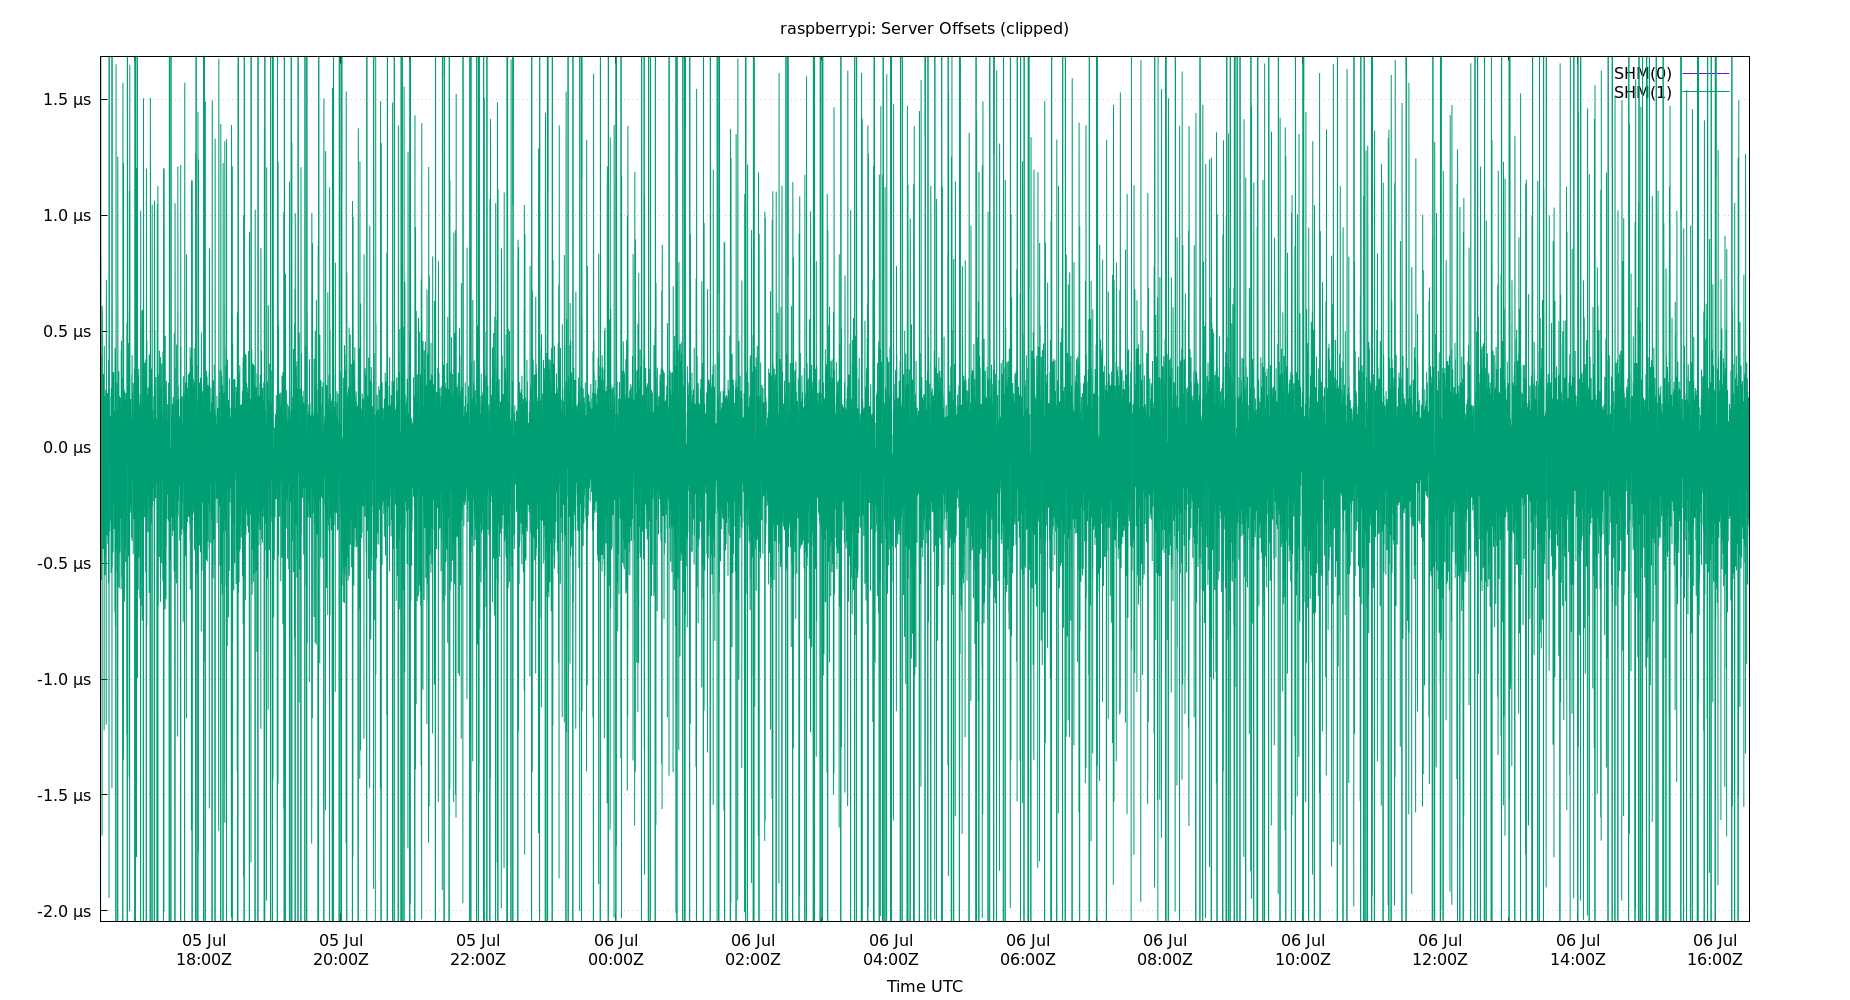 raspberrypi: Server Offsets (clipped)
SHM(0)
SHM(1)
1.5 µs
1.0 µs
0.5 µs
0.0 µs
-0.5 µs
-1.0 µs
-1.5 µs
-2.0 µs
05 Jul 05 Jul 05 Jul 06 Jul 06 Jul 06 Jul 06 Jul 06 Jul 06 Jul 06 Jul 06 Jul 06 Jul
18:00Z 20:00Z 22:00Z 00:00Z 02:00Z 04:00Z 06:00Z 08:00Z 10:00Z 12:00Z 14:00Z 16:00Z
Time UTC